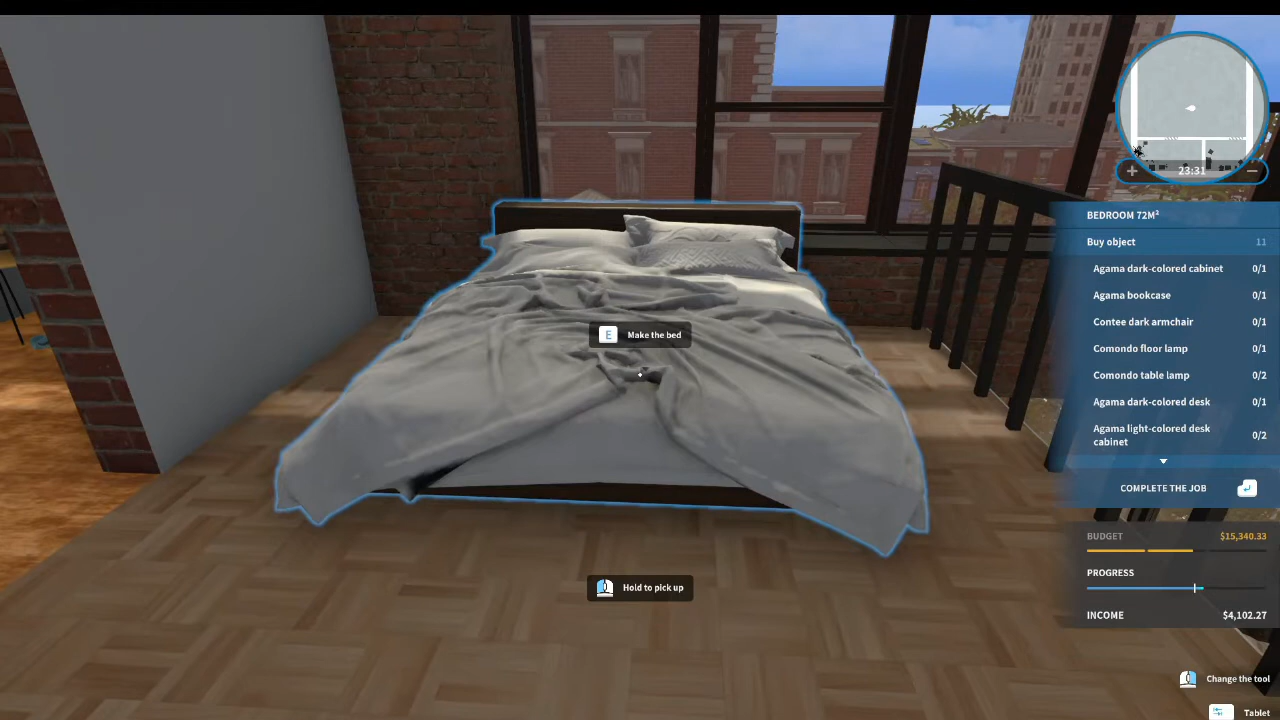 23:31
BEDROOM 72M²
Buy object 11
Agama dark-colored cabinet 0/1
Agama bookcase 0/1
Contee dark armchair 0/1
Comondo floor lamp 0/1
Comondo table lamp 0/2
Agama dark-colored desk 0/1
Agama light-colored desk
cabinet 0/2
COMPLETE THE JOB
BUDGET $15,340.33
PROGRESS
INCOME $4,102.27
E Make the bed
Hold to pick up
Change the tool
Tablet